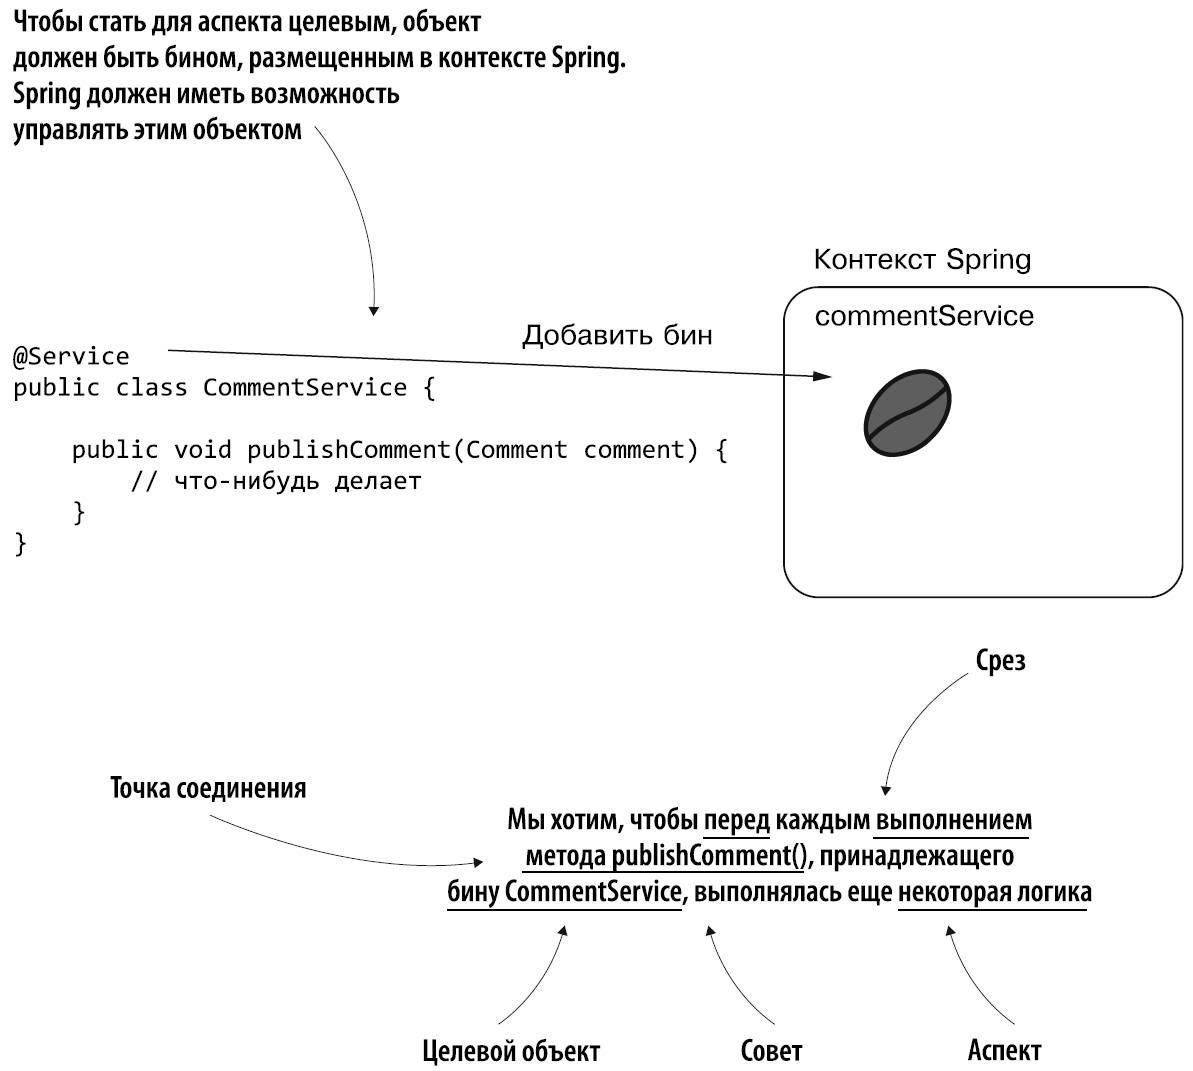 Чтобы стать для аспекта целевым, объект
должен быть бином, размещенным в контексте Spring.
Spring должен иметь возможность
управлять этим объектом
Контекст Spring
commentService
Добавить бин
@Service
public class CommentService {
public void publishComment(Comment comment) {
// что-нибудь делает
}
}
Срез
Точка соединения
Мы хотим, чтобы перед каждым выполнением
метода publishComment(), принадлежащего
бину CommentService, выполнялась еще некоторая логика
Целевой объект
Совет
Аспект